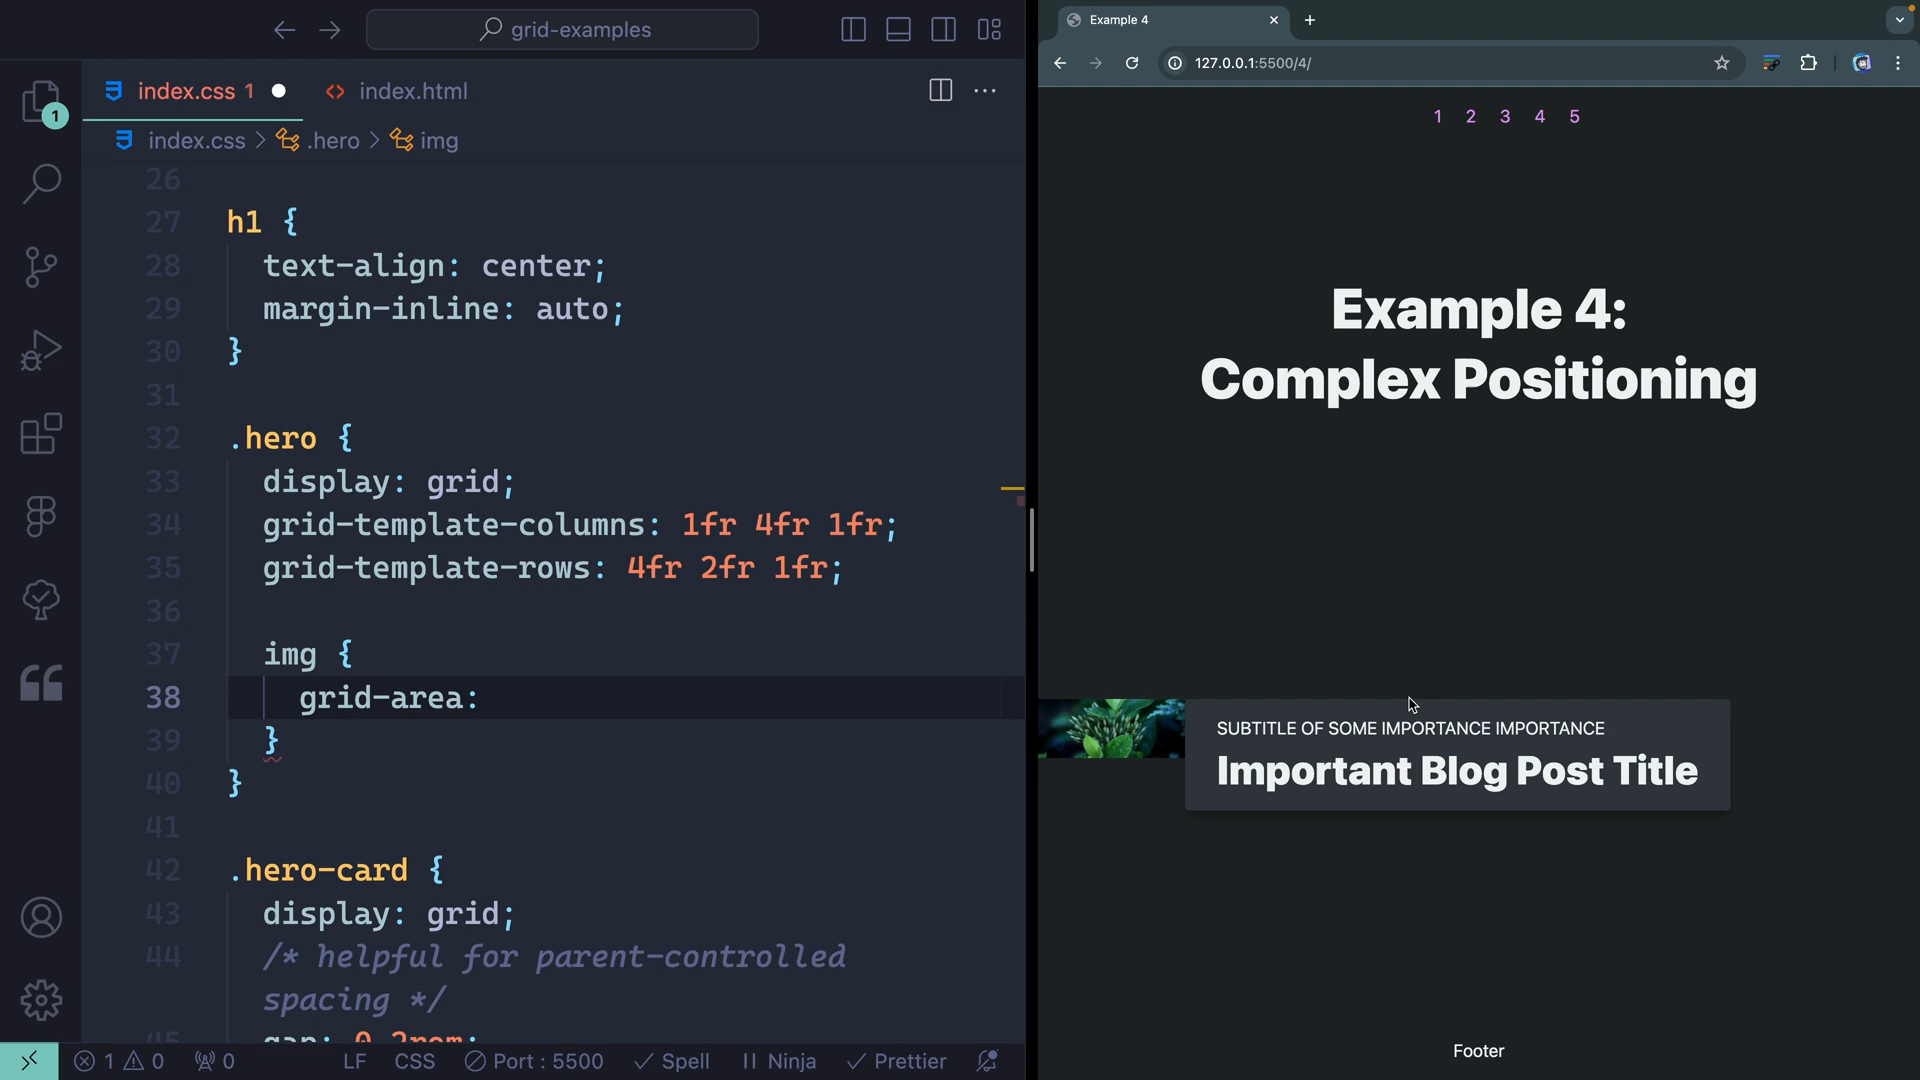 grid-examples
index.css 1
index.html
1
index.css > .hero > img
26
27 h1 {
28 text-align: center;
29 margin-inline: auto;
30 }
31
32 .hero {
33 display: grid;
34 grid-template-columns: 1fr 4fr 1fr;
35 grid-template-rows: 4fr 2fr 1fr;
36
37 img {
38 grid-area:
39 }
40 }
41
42 .hero-card {
43 display: grid;
44 /* helpful for parent-controlled
spacing */
45 gap: 0.2rem;
1 0 0 LF CSS Port : 5500 Spell Ninja Prettier
Example 4
127.0.0.1:5500/4/
1 2 3 4 5
Example 4:
Complex Positioning
SUBTITLE OF SOME IMPORTANCE IMPORTANCE
Important Blog Post Title
Footer